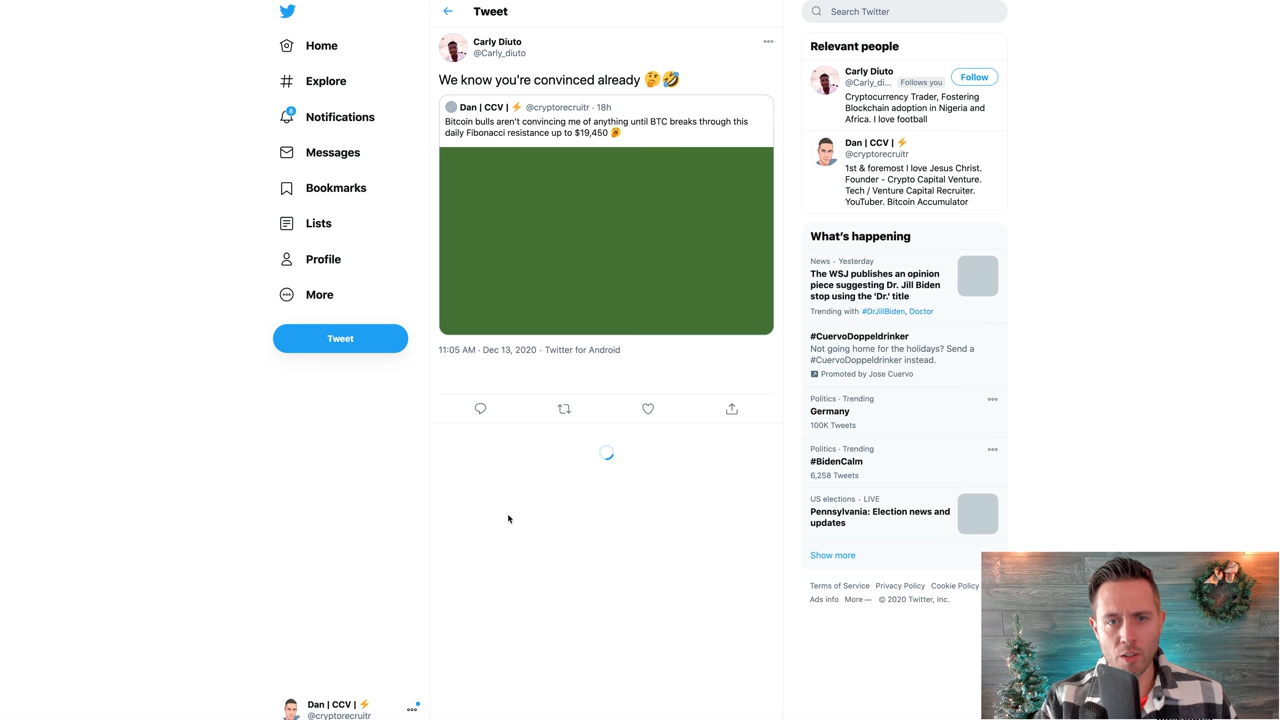 Home
Explore
8
Notifications
Messages
Bookmarks
Lists
Profile
More
Tweet
Dan | CCV | ⚡
@cryptorecruitr
Tweet
Carly Diuto
@Carly_diuto
We know you're convinced already 🤔🤣
Dan | CCV | ⚡ @cryptorecruitr · 18h
Bitcoin bulls aren't convincing me of anything until BTC breaks through this
daily Fibonacci resistance up to $19,450
11:05 AM · Dec 13, 2020 · Twitter for Android
Search Twitter
Relevant people
Carly Diuto
@Carly_di... Follows you
Follow
Cryptocurrency Trader, Fostering
Blockchain adoption in Nigeria and
Africa. I love football
Dan | CCV | ⚡
@cryptorecruitr
1st & foremost I love Jesus Christ.
Founder - Crypto Capital Venture.
Tech / Venture Capital Recruiter.
YouTuber. Bitcoin Accumulator
What's happening
News · Yesterday
The WSJ publishes an opinion
piece suggesting Dr. Jill Biden
stop using the 'Dr.' title
Trending with #DrJillBiden, Doctor
#CuervoDoppeldrinker
Not going home for the holidays? Send a
#CuervoDoppeldrinker instead.
Promoted by Jose Cuervo
Politics · Trending
Germany
100K Tweets
Politics · Trending
#BidenCalm
6,258 Tweets
US elections · LIVE
Pennsylvania: Election news and
updates
Show more
Terms of Service Privacy Policy Cookie Policy
Ads info More ··· © 2020 Twitter, Inc.